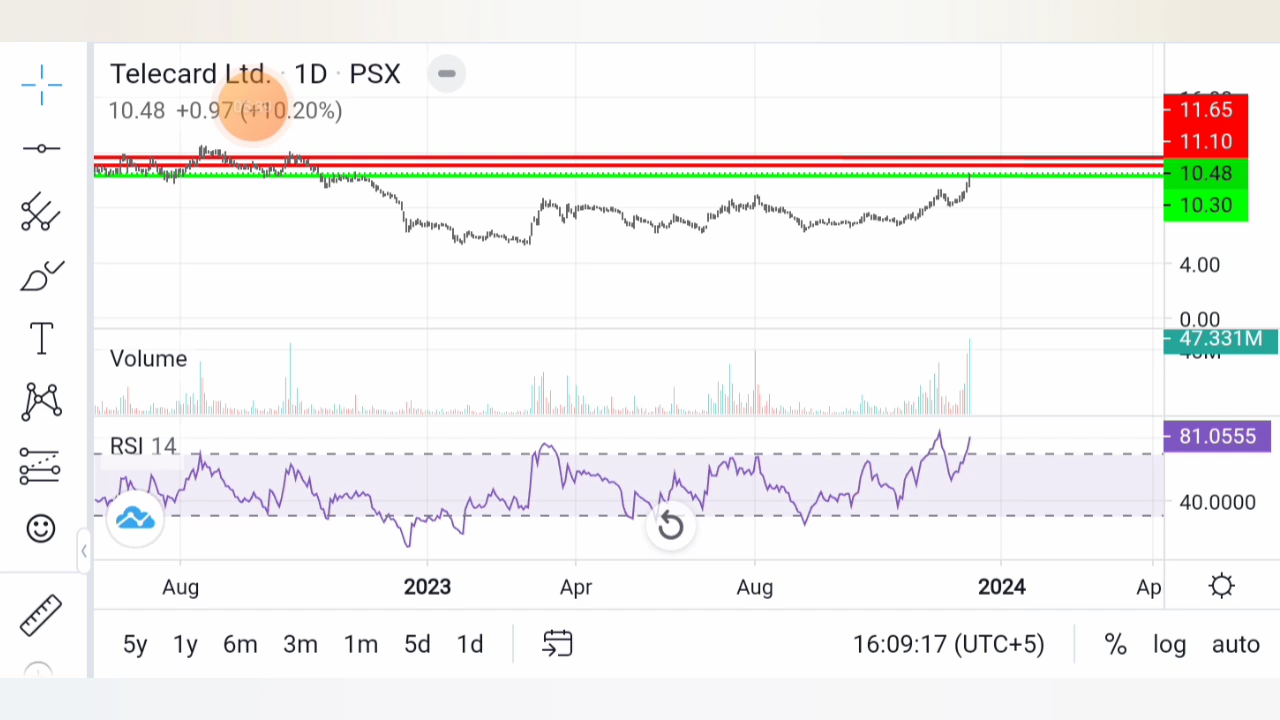 Telecard Ltd. · 1D · PSX
10.48 +0.97 (+10.20%)
11.65
11.10
10.48
10.30
4.00
0.00
Volume
47.331M
RSI 14
81.0555
40.0000
Aug 2023 Apr Aug 2024 Ap
5y 1y 6m 3m 1m 5d 1d 16:09:17 (UTC+5) % log auto